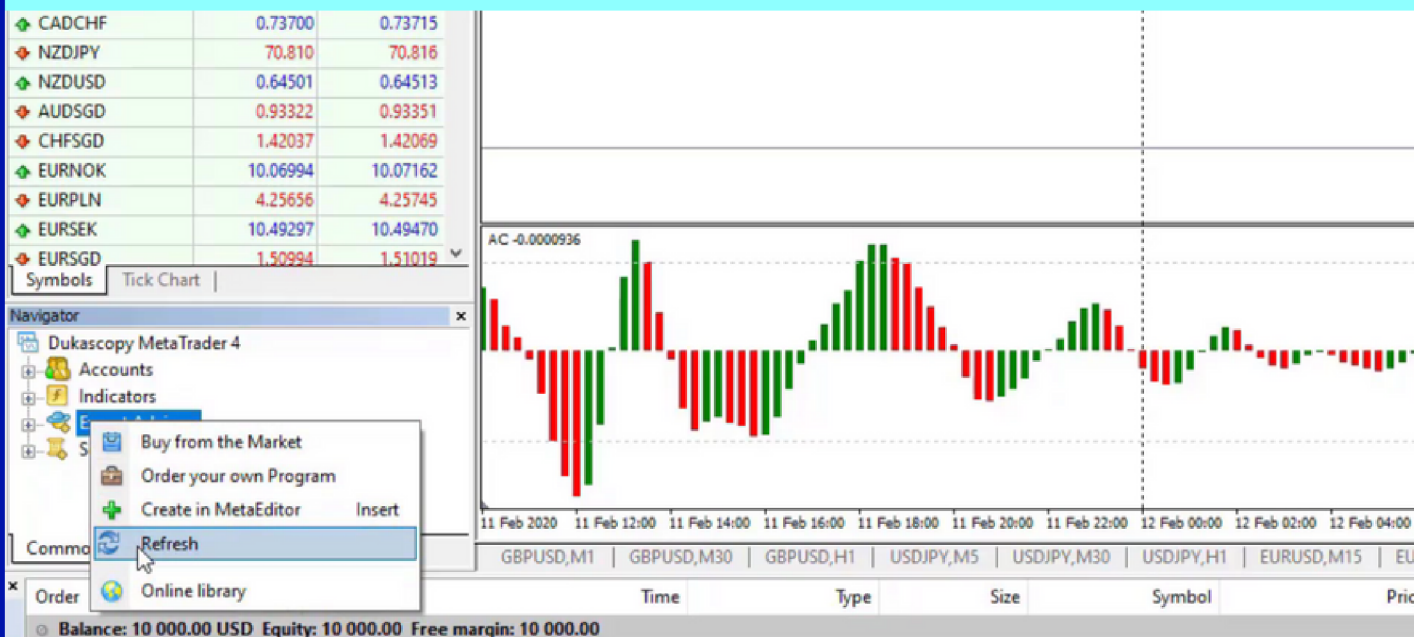 CADCHF 0.73700 0.73715
NZDJPY 70.810 70.816
NZDUSD 0.64501 0.64513
AUDSGD 0.93322 0.93351
CHFSGD 1.42037 1.42069
EURNOK 10.06994 10.07162
EURPLN 4.25656 4.25745
EURSEK 10.49297 10.49470
EURSGD 1.50994 1.51019
Symbols Tick Chart
Navigator
Dukascopy MetaTrader 4
Accounts
Indicators
Buy from the Market
Order your own Program
Create in MetaEditor Insert
Refresh
Online library
Commo
AC -0.0000936
11 Feb 2020 11 Feb 12:00 11 Feb 14:00 11 Feb 16:00 11 Feb 18:00 11 Feb 20:00 11 Feb 22:00 12 Feb 00:00 12 Feb 02:00 12 Feb 04:00
GBPUSD,M1 GBPUSD,M30 GBPUSD,H1 USDJPY,M5 USDJPY,M30 USDJPY,H1 EURUSD,M15 EU
Order Time Type Size Symbol Pric
Balance: 10 000.00 USD Equity: 10 000.00 Free margin: 10 000.00